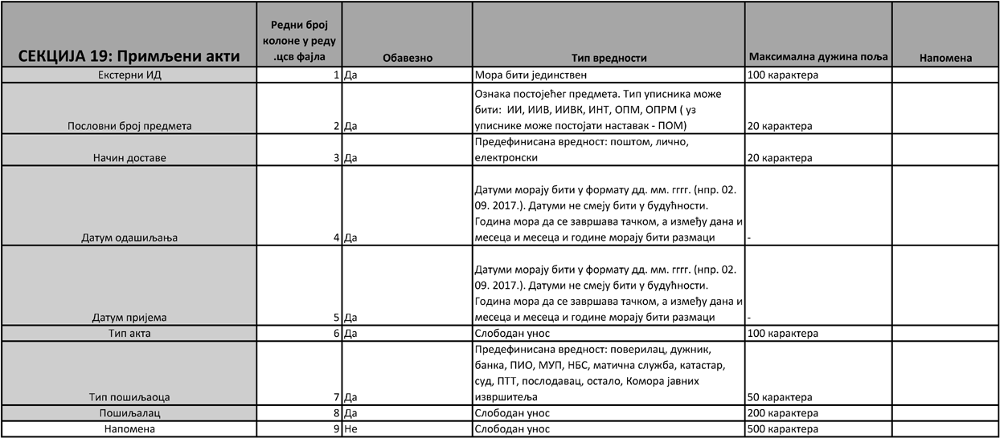 СЕКЦИЈА 19: Примљени акти
Редни број
колоне у реду
.цсв фајла
Обавезно
Тип вредности
Максимална дужина поља
Напомена
Екстерни ИД
1
Да
Мора бити јединствен
100 карактера
Пословни број предмета
2
Да
Ознака постојећег предмета. Тип уписника може
бити:  ИИ, ИИВ, ИИВК, ИНТ, ОПМ, ОПРМ ( уз
уписнике може постојати наставак - ПОМ)
20 карактера
Начин доставе
3
Да
Предефинисана вредност: поштом, лично,
електронски
20 карактера
Датум одашиљања
4
Да
Датуми морају бити у формату дд. мм. гггг. (нпр. 02.
09. 2017.). Датуми не смеју бити у будућности.
Година мора да се завршава тачком, а између дана и
месеца и месеца и године морају бити размаци
-
Датум пријема
5
Да
Датуми морају бити у формату дд. мм. гггг. (нпр. 02.
09. 2017.). Датуми не смеју бити у будућности.
Година мора да се завршава тачком, а између дана и
месеца и месеца и године морају бити размаци
-
Тип акта
6
Да
Слободан унос
100 карактера
Тип пошиљаоца
7
Да
Предефинисана вредност: поверилац, дужник,
банка, ПИО, МУП, НБС, матична служба, катастар,
суд, ПТТ, послодавац, остало, Комора јавних
извршитеља
50 карактера
Пошиљалац
8
Да
Слободан унос
200 карактера
Напомена
9
Не
Слободан унос
500 карактера